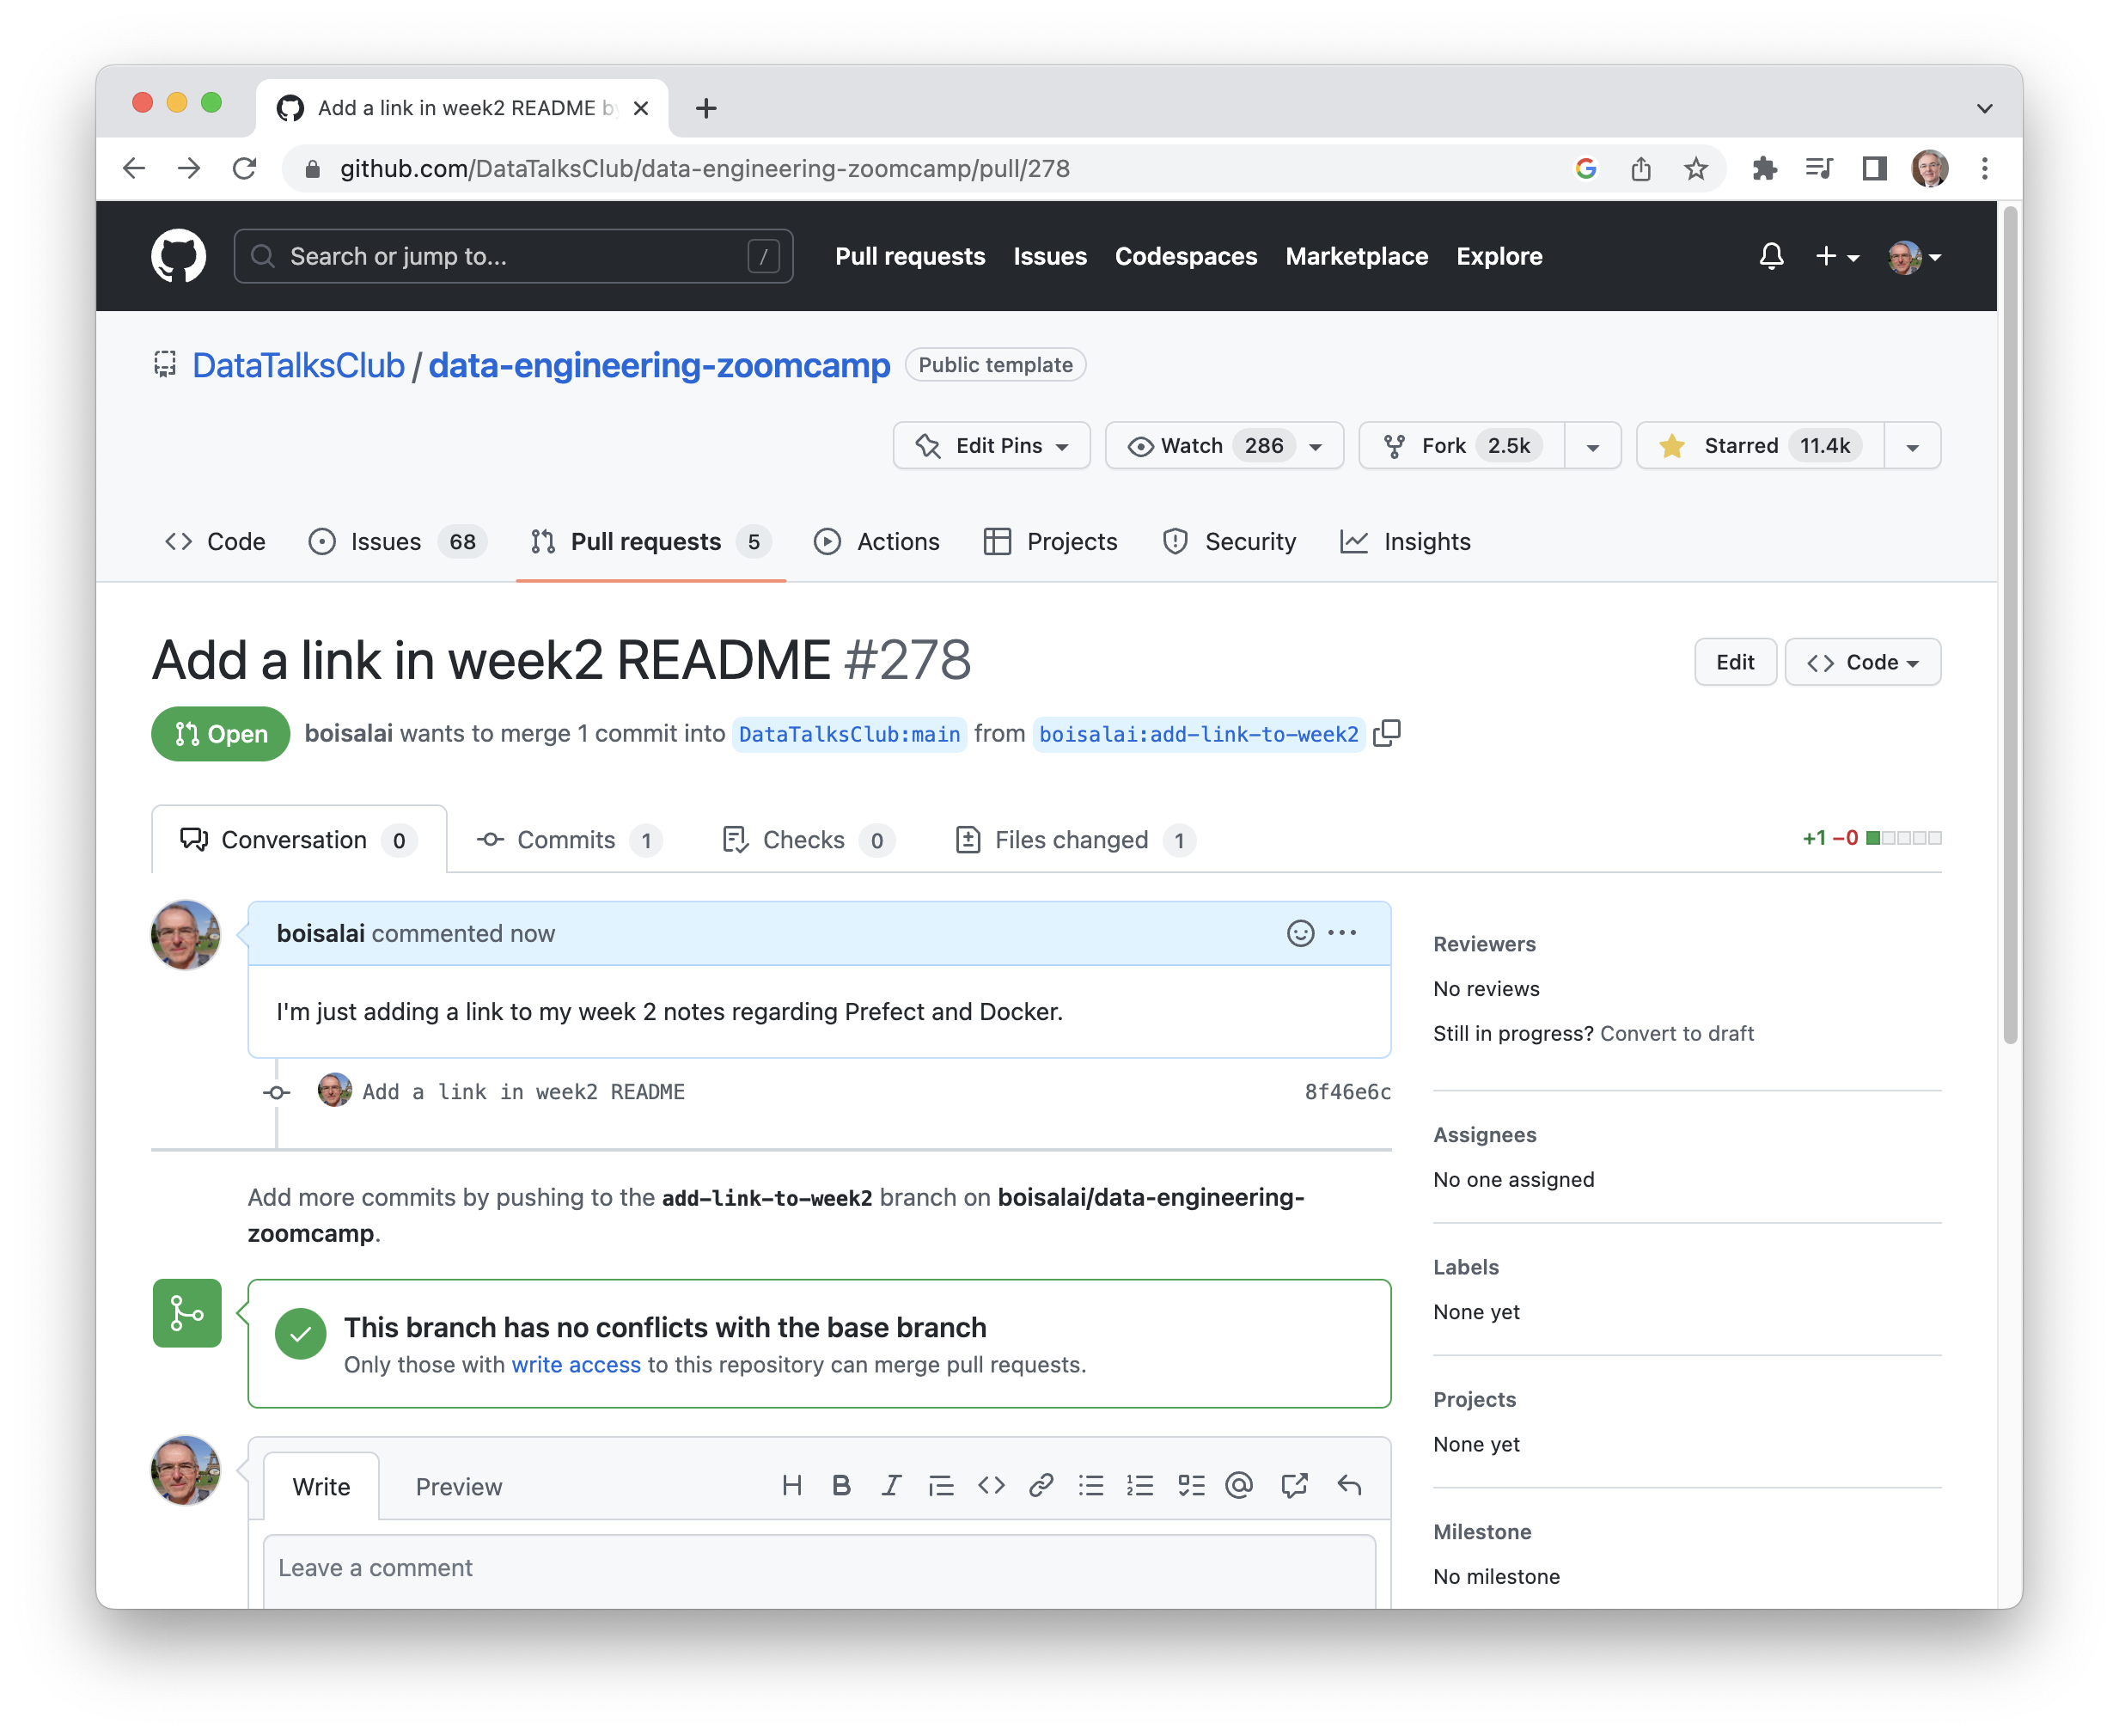 Add a link in week2 README b
github.com/DataTalksClub/data-engineering-zoomcamp/pull/278
Search or jump to... /
Pull requests Issues Codespaces Marketplace Explore
DataTalksClub / data-engineering-zoomcamp Public template
Edit Pins Watch 286 Fork 2.5k Starred 11.4k
Code Issues 68 Pull requests 5 Actions Projects Security Insights
Add a link in week2 README #278
Edit Code
Open boisalai wants to merge 1 commit into DataTalksClub:main from boisalai:add-link-to-week2
Conversation 0 Commits 1 Checks 0 Files changed 1 +1 −0
boisalai commented now
I'm just adding a link to my week 2 notes regarding Prefect and Docker.
Add a link in week2 README 8f46e6c
Add more commits by pushing to the add-link-to-week2 branch on boisalai/data-engineering-
zoomcamp.
This branch has no conflicts with the base branch
Only those with write access to this repository can merge pull requests.
Write Preview
Leave a comment
Reviewers
No reviews
Still in progress? Convert to draft
Assignees
No one assigned
Labels
None yet
Projects
None yet
Milestone
No milestone